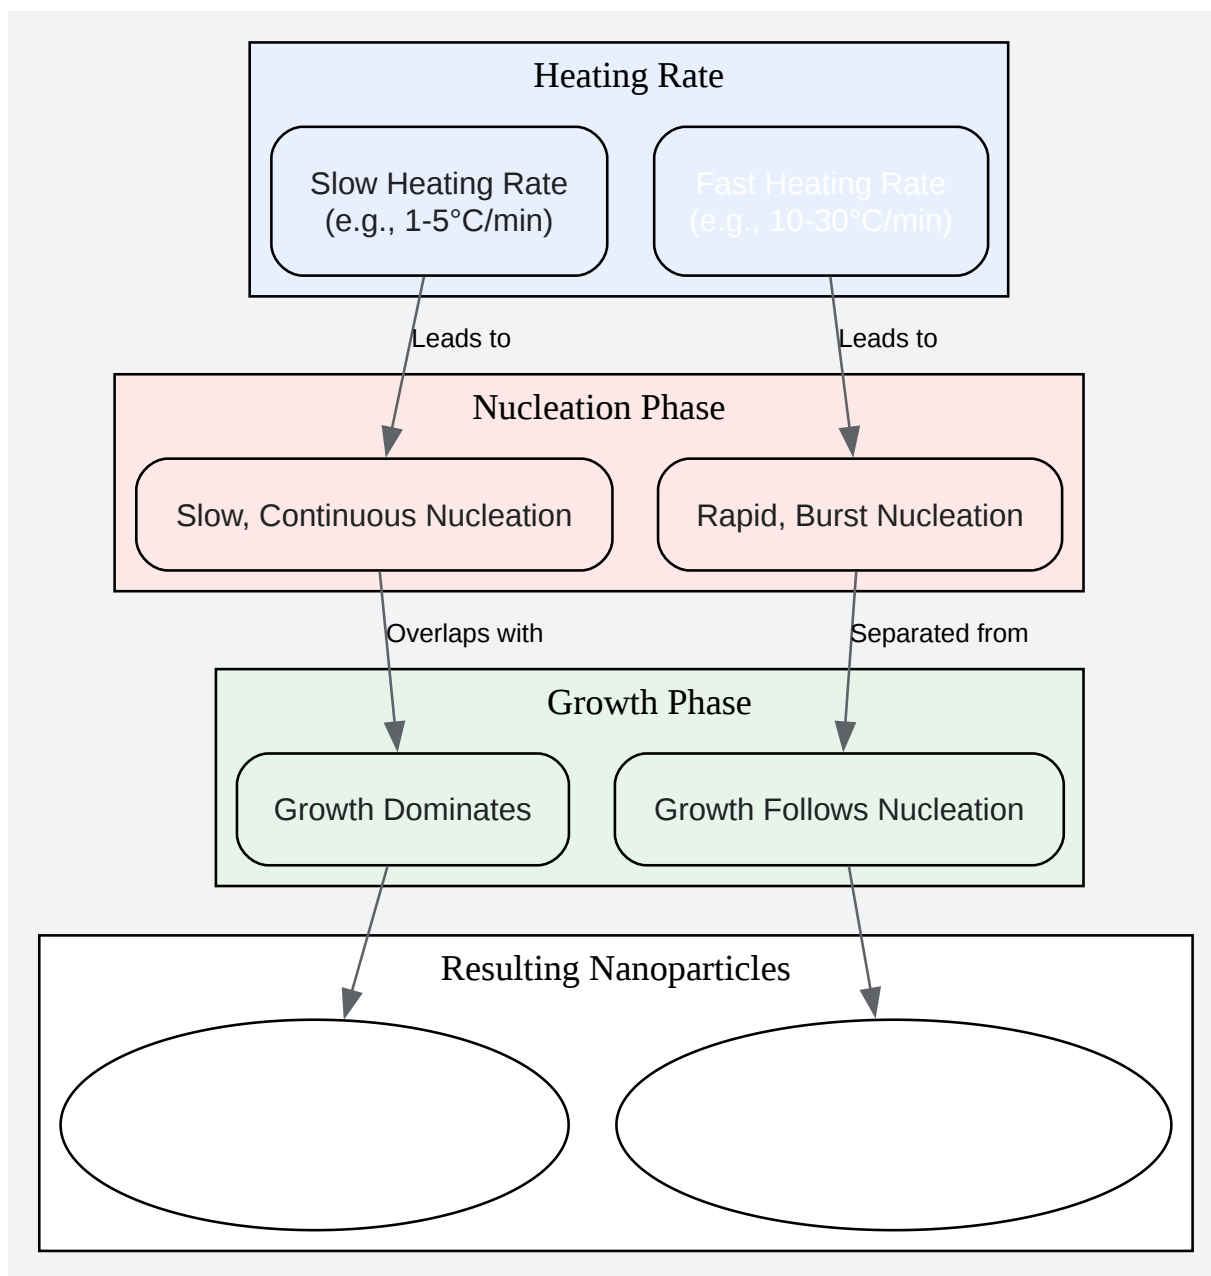 Heating Rate
Slow Heating Rate
(e.g., 1-5°C/min)
Fast Heating Rate
(e.g., 10-30°C/min)
Leads to
Leads to
Nucleation Phase
Slow, Continuous Nucleation
Rapid, Burst Nucleation
Overlaps with
Separated from
Growth Phase
Growth Dominates
Growth Follows Nucleation
Resulting Nanoparticles